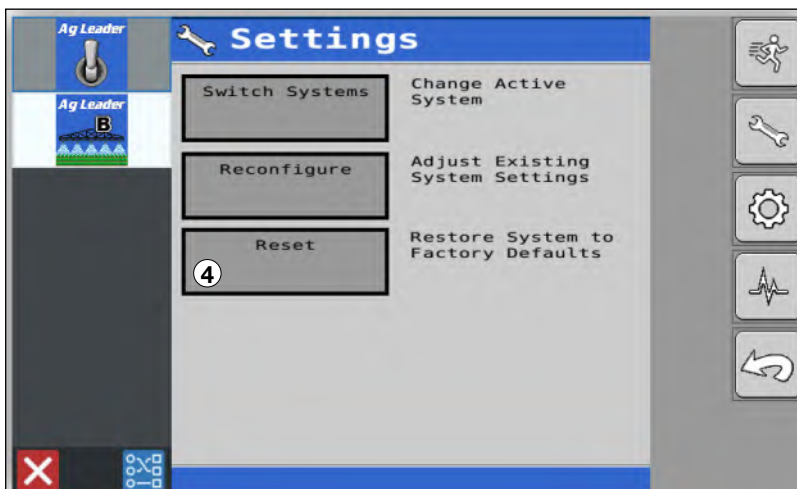 Ag Leader
Settings
Ag Leader
B
Switch Systems
Change Active
System
Reconfigure
Adjust Existing
System Settings
Reset
Restore System to
Factory Defaults
4